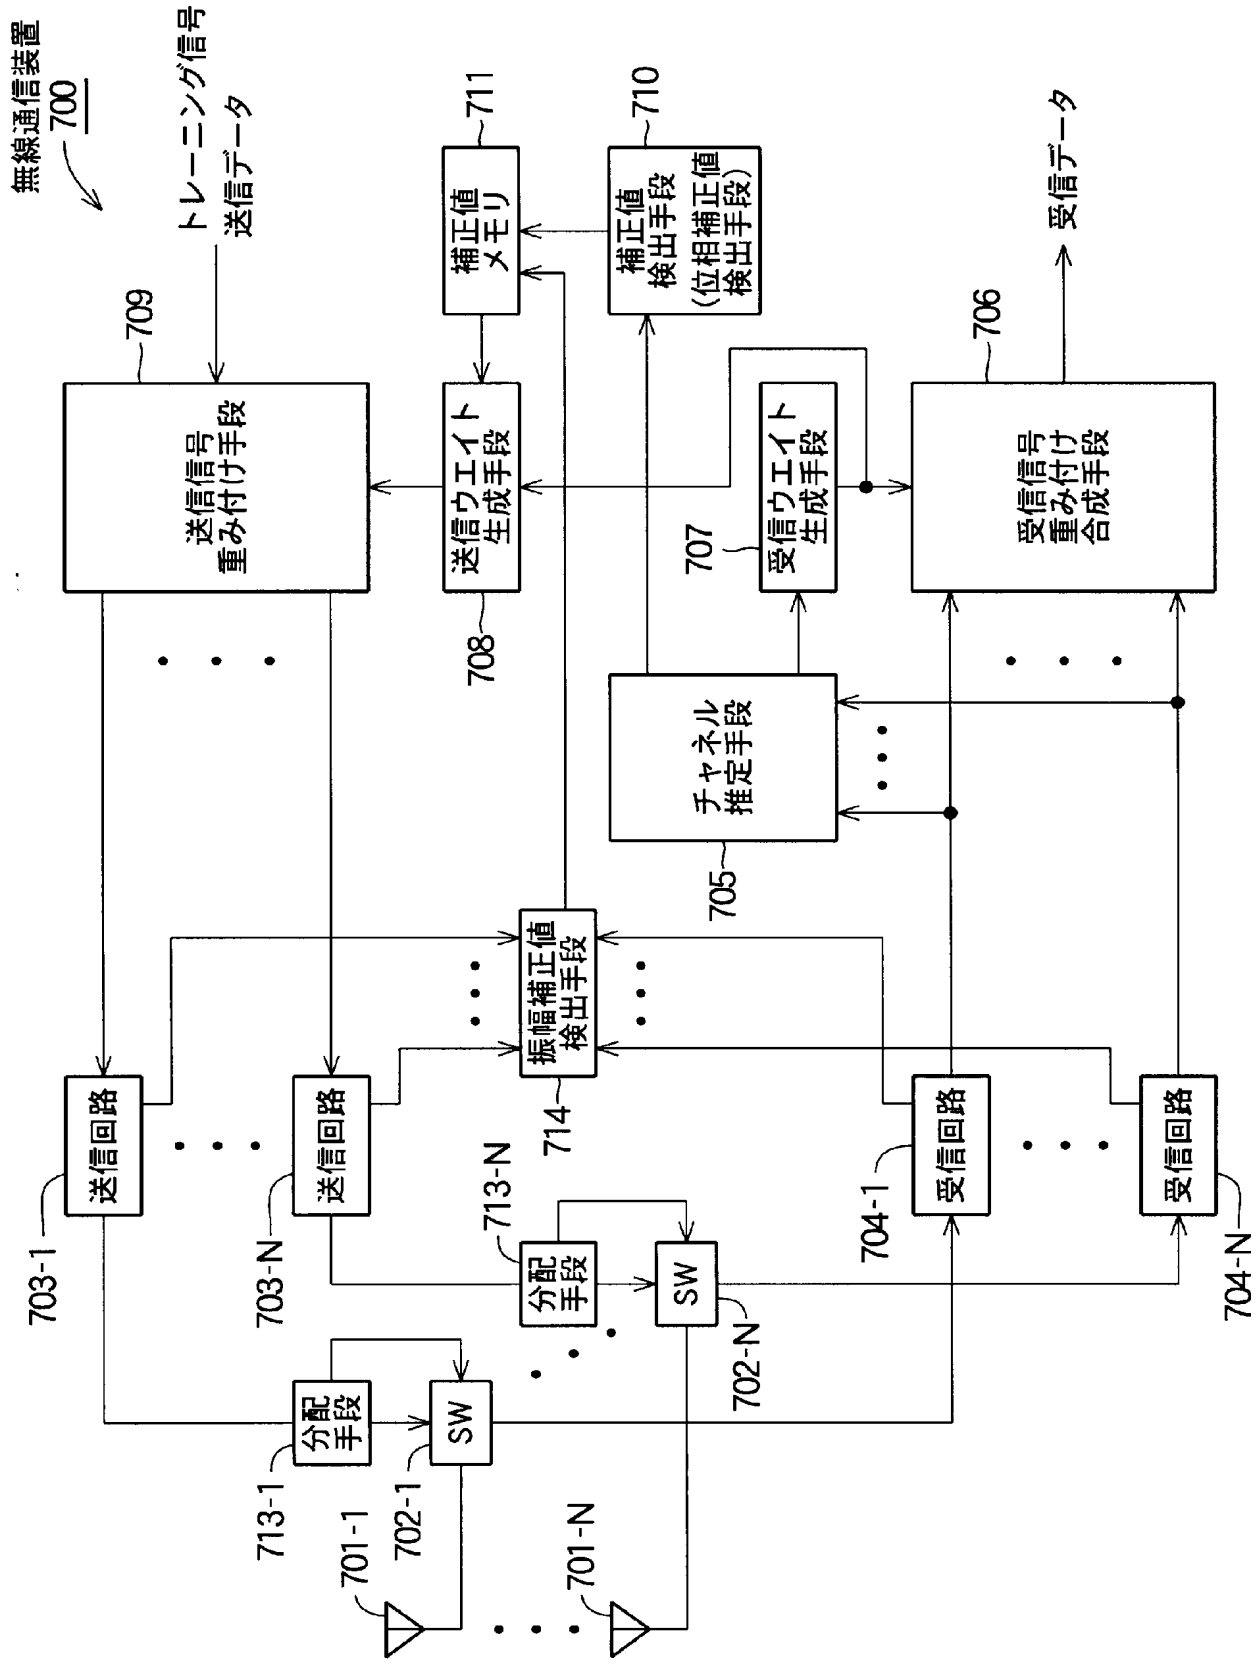 無線通信装置
700
トレーニング信号
送信データ
709
送信信号
重み付け手段
711
補正値
メモリ
710
補正値
検出手段
(位相補正値
検出手段)
708
送信ウエイト
生成手段
707
受信ウエイト
生成手段
706
受信信号
重み付け
合成手段
受信データ
705
チャネル
推定手段
714
振幅補正値
検出手段
703-1
送信回路
703-N
送信回路
704-1
受信回路
704-N
受信回路
713-1
分配
手段
713-N
分配
手段
702-1
SW
702-N
SW
701-1
701-N